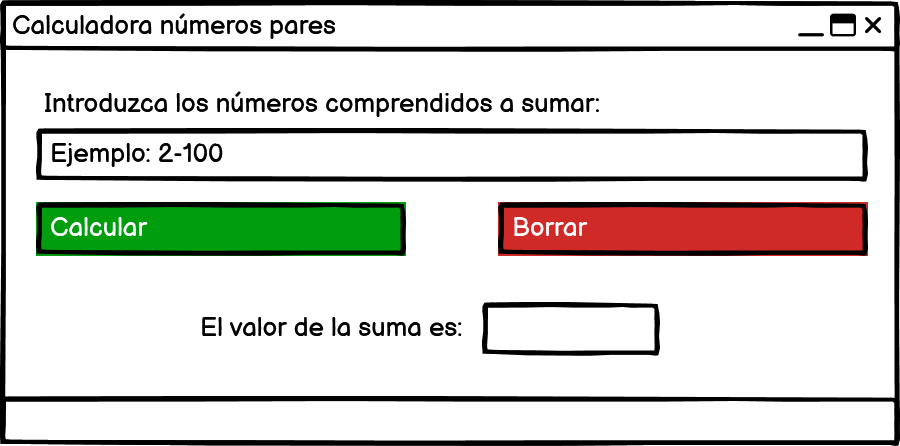 Calculadora números pares
Introduzca los números comprendidos a sumar:
Ejemplo: 2-100
Calcular
Borrar
El valor de la suma es: